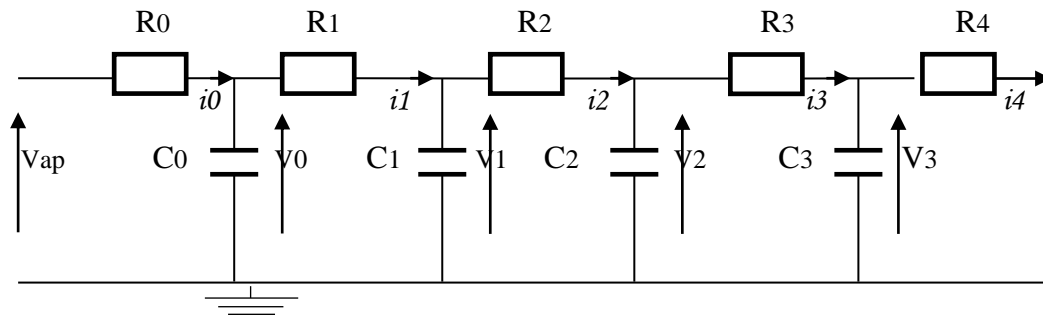 R0 R1 R2 R3 R4
i0 i1 i2 i3 i4
Vap C0 V0 C1 V1 C2 V2 C3 V3